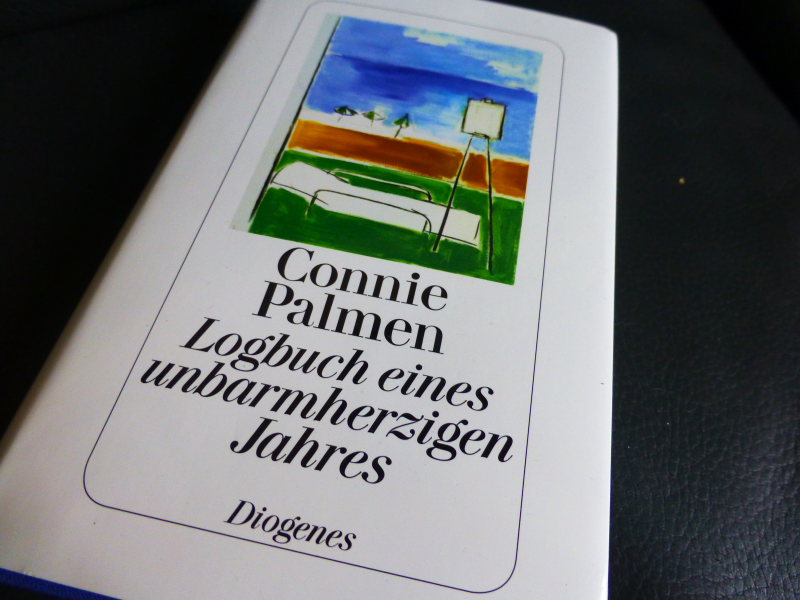 Connie
Palmen
Logbuch eines
unbarmherzigen
Jahres
Diogenes